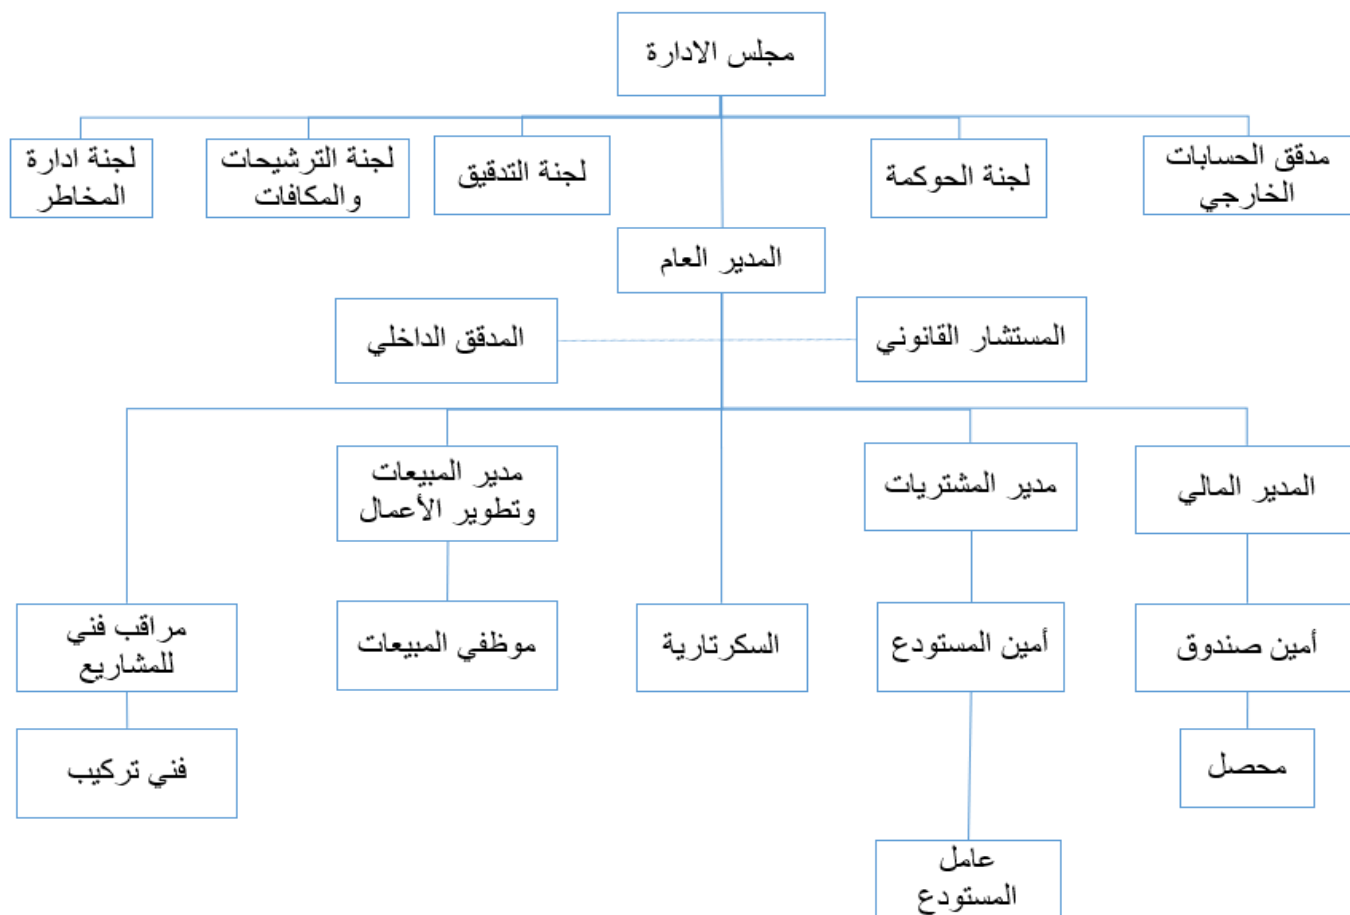 مجلس الادارة
مدقق الحسابات
الخارجي
لجنة الحوكمة
لجنة التدقيق
لجنة الترشيحات
والمكافات
لجنة ادارة
المخاطر
المدير العام
المستشار القانوني
المدقق الداخلي
المدير المالي
مدير المشتريات
مدير المبيعات
وتطوير الأعمال
أمين صندوق
أمين المستودع
السكرتارية
موظفي المبيعات
مراقب فني
للمشاريع
محصل
فني تركيب
عامل
المستودع